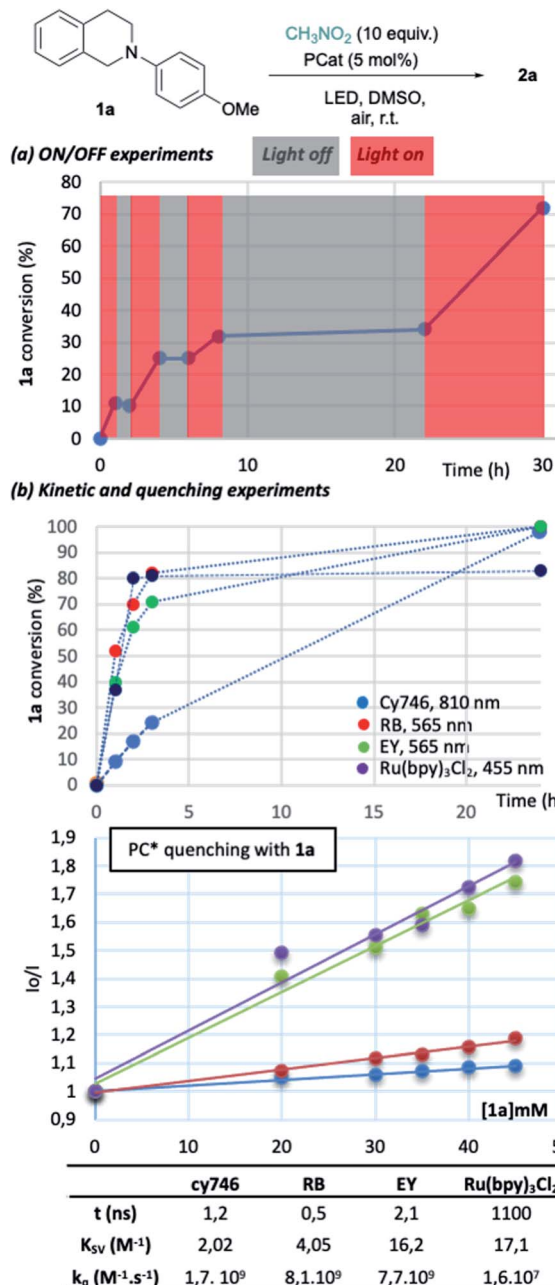 CH₃NO₂ (10 equiv.)
PCat (5 mol%)
LED, DMSO,
air, r.t.
N
OMe
1a
2a
(a) ON/OFF experiments
Light off
Light on
1a conversion (%)
80
70
60
50
40
30
20
10
0
0
10
20
30
Time (h)
(b) Kinetic and quenching experiments
1a conversion (%)
100
90
80
70
60
50
40
30
20
10
0
Cy746, 810 nm
RB, 565 nm
EY, 565 nm
Ru(bpy)₃Cl₂, 455 nm
0
5
10
15
20
Time (h
PC* quenching with 1a
Io/I
1,9
1,8
1,7
1,6
1,5
1,4
1,3
1,2
1,1
1
0,9
[1a]mM
0
20
30
40
5
cy746 RB EY Ru(bpy)₃Cl₂
t (ns) 1,2 0,5 2,1 1100
K_SV (M⁻¹) 2,02 4,05 16,2 17,1
k_q (M⁻¹.s⁻¹) 1,7. 10⁹ 8,1.10⁹ 7,7.10⁹ 1,6.10⁷